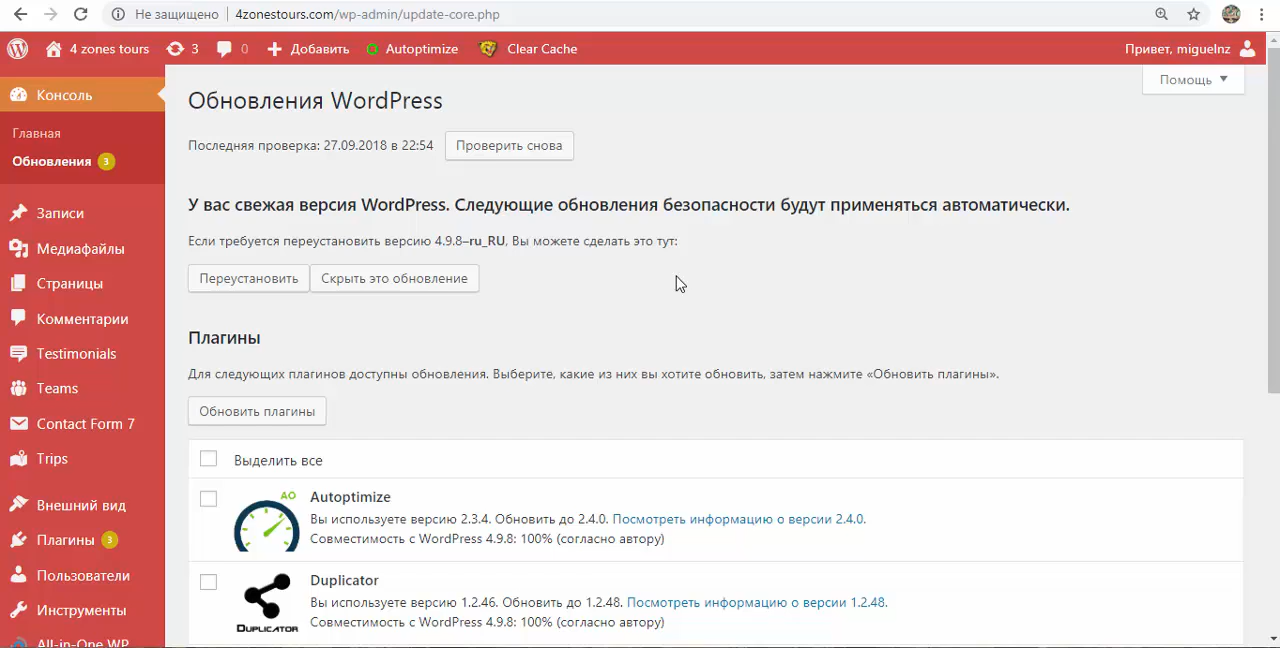 Не защищено
4zonestours.com/wp-admin/update-core.php
4 zones tours
3
0
Добавить
Autoptimize
Clear Cache
Привет, miguelnz
Консоль
Главная
Обновления 3
Записи
Медиафайлы
Страницы
Комментарии
Testimonials
Teams
Contact Form 7
Trips
Внешний вид
Плагины 3
Пользователи
Инструменты
All-in-One WP
Помощь
Обновления WordPress
Последняя проверка: 27.09.2018 в 22:54
Проверить снова
У вас свежая версия WordPress. Следующие обновления безопасности будут применяться автоматически.
Если требуется переустановить версию 4.9.8–ru_RU, Вы можете сделать это тут:
Переустановить
Скрыть это обновление
Плагины
Для следующих плагинов доступны обновления. Выберите, какие из них вы хотите обновить, затем нажмите «Обновить плагины».
Обновить плагины
Выделить все
AO
Autoptimize
Вы используете версию 2.3.4. Обновить до 2.4.0. Посмотреть информацию о версии 2.4.0.
Совместимость с WordPress 4.9.8: 100% (согласно автору)
DUPLICATOR
Duplicator
Вы используете версию 1.2.46. Обновить до 1.2.48. Посмотреть информацию о версии 1.2.48.
Совместимость с WordPress 4.9.8: 100% (согласно автору)